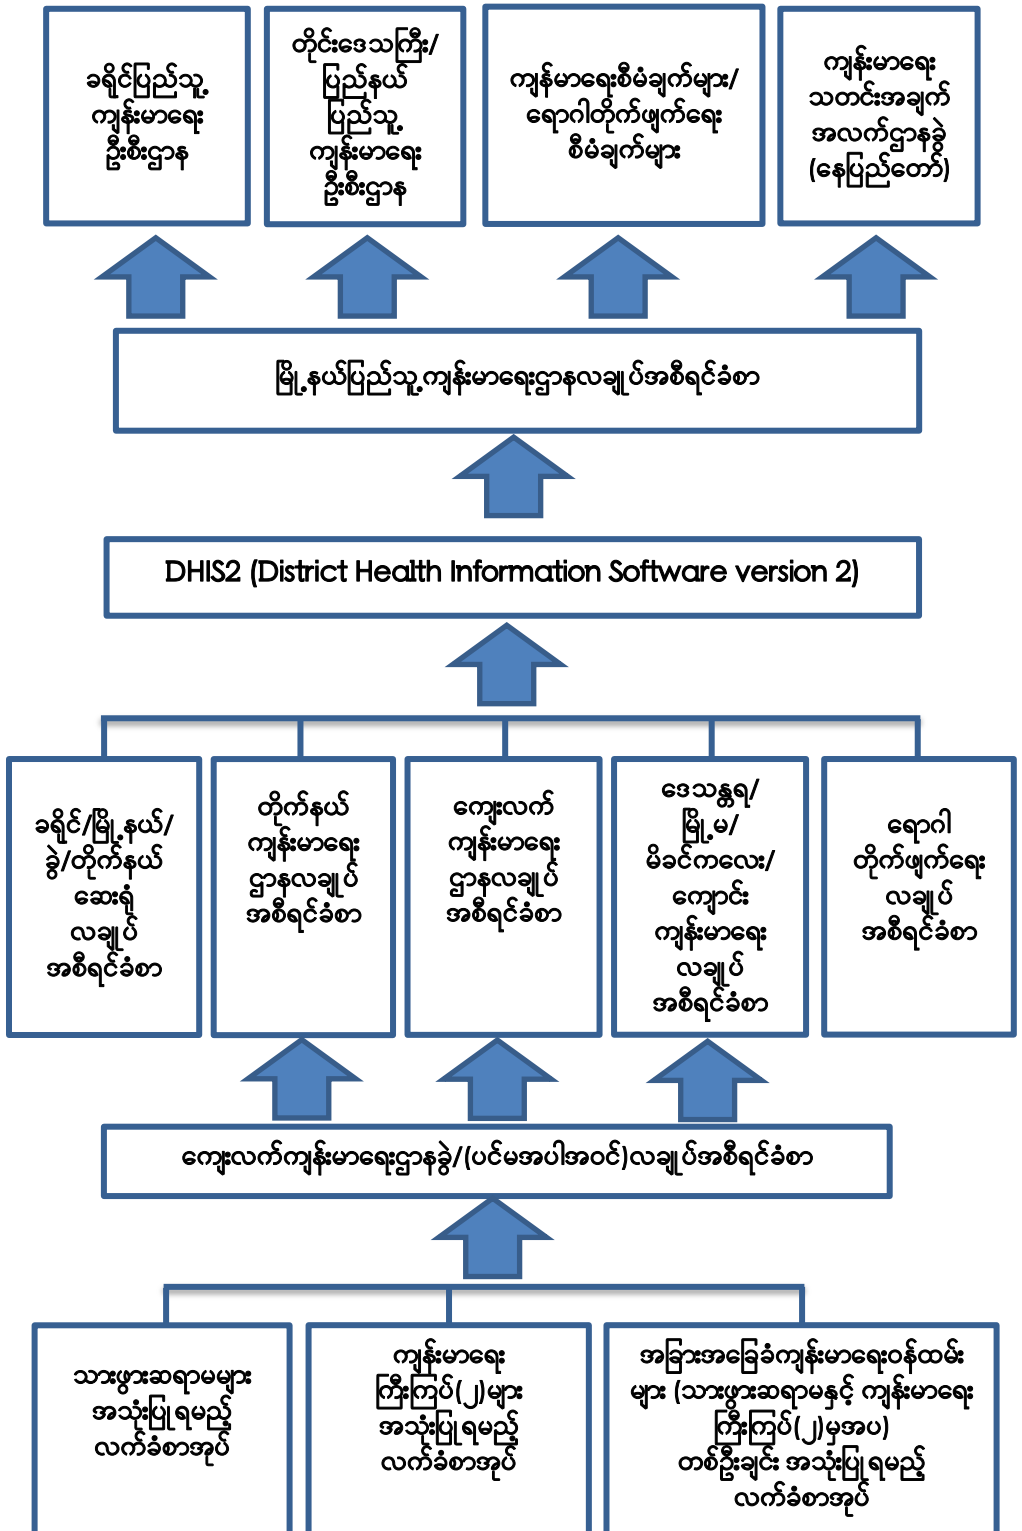 ခရိုင်ပြည်သူ့
ကျန်းမာရေး
ဦးစီးဌာန
တိုင်းဒေသကြီး/
ပြည်နယ်
ပြည်သူ့
ကျန်းမာရေး
ဦးစီးဌာန
ကျန်မာရေးစီမံချက်များ/
ရောဂါတိုက်ဖျက်ရေး
စီမံချက်များ
ကျန်းမာရေး
သတင်းအချက်
အလက်ဌာနခွဲ
(နေပြည်တော်)
မြို့နယ်ပြည်သူ့ကျန်းမာရေးဌာနလချုပ်အစီရင်ခံစာ
DHIS2 (District Health Information Software version 2)
ခရိုင်/မြို့နယ်/
ခွဲ/တိုက်နယ်
ဆေးရုံ
လချုပ်
အစီရင်ခံစာ
တိုက်နယ်
ကျန်းမာရေး
ဌာနလချုပ်
အစီရင်ခံစာ
ကျေးလက်
ကျန်းမာရေး
ဌာနလချုပ်
အစီရင်ခံစာ
ဒေသန္တရ/
မြို့မ/
မိခင်ကလေး/
ကျောင်း
ကျန်းမာရေး
လချုပ်
အစီရင်ခံစာ
ရောဂါ
တိုက်ဖျက်ရေး
လချုပ်
အစီရင်ခံစာ
ကျေးလက်ကျန်းမာရေးဌာနခွဲ/(ပင်မအပါအဝင်)လချုပ်အစီရင်ခံစာ
သားဖွားဆရာမများ
အသုံးပြုရမည့်
လက်ခံစာအုပ်
ကျန်းမာရေး
ကြီးကြပ်(၂)များ
အသုံးပြုရမည့်
လက်ခံစာအုပ်
အခြားအခြေခံကျန်းမာရေးဝန်ထမ်း
များ (သားဖွားဆရာမနှင့် ကျန်းမာရေး
ကြီးကြပ်(၂)မှအပ)
တစ်ဦးချင်း အသုံးပြုရမည့်
လက်ခံစာအုပ်